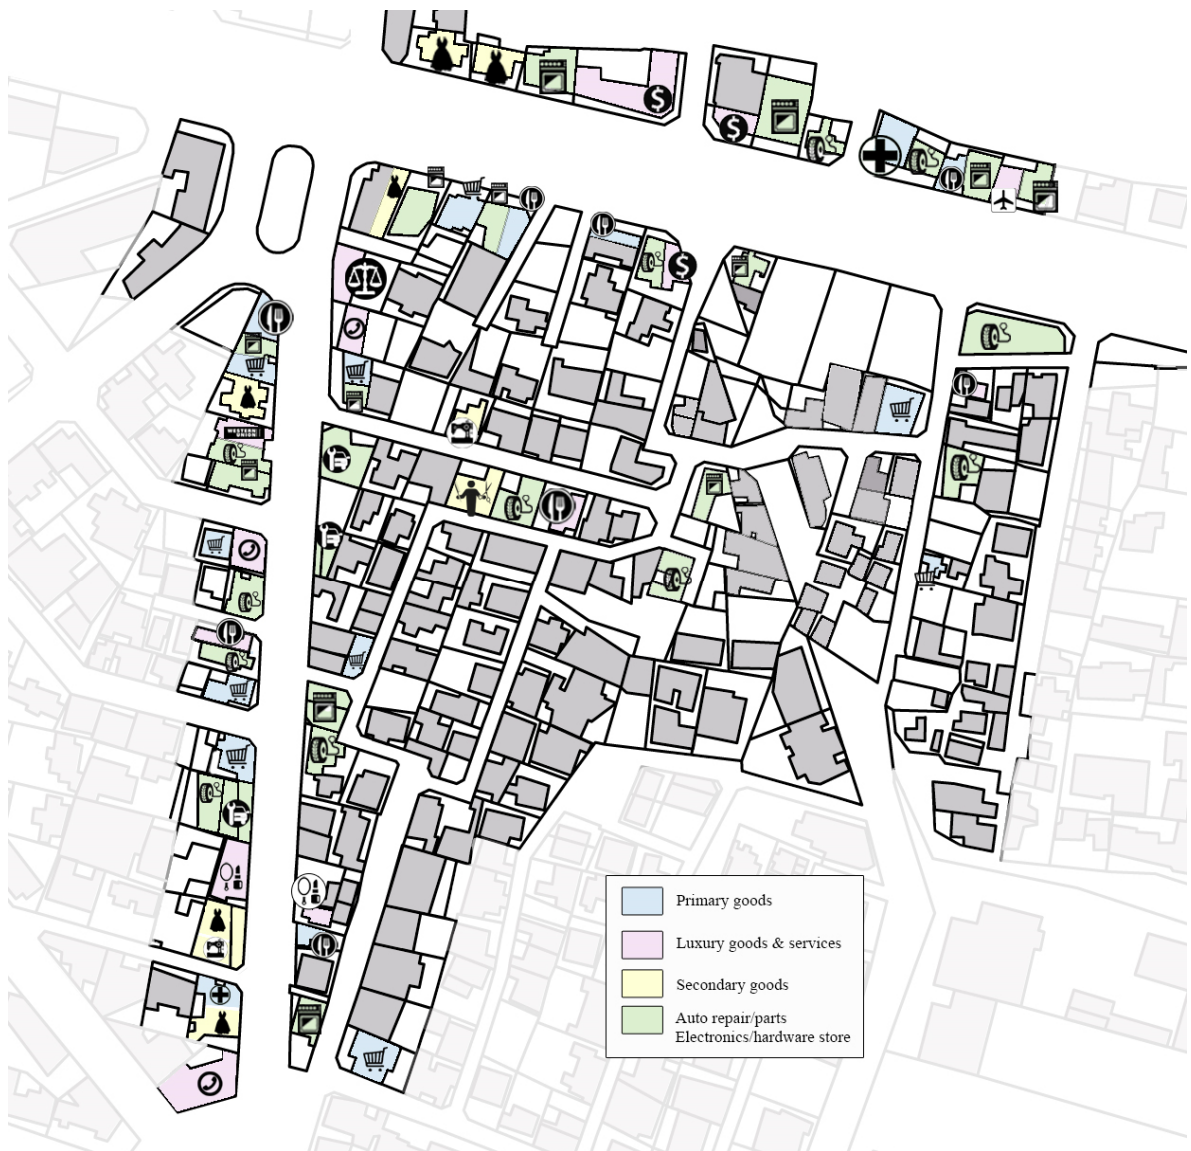 $
$
$
WESTERN
UNION
Primary goods
Luxury goods & services
Secondary goods
Auto repair/parts
Electronics/hardware store